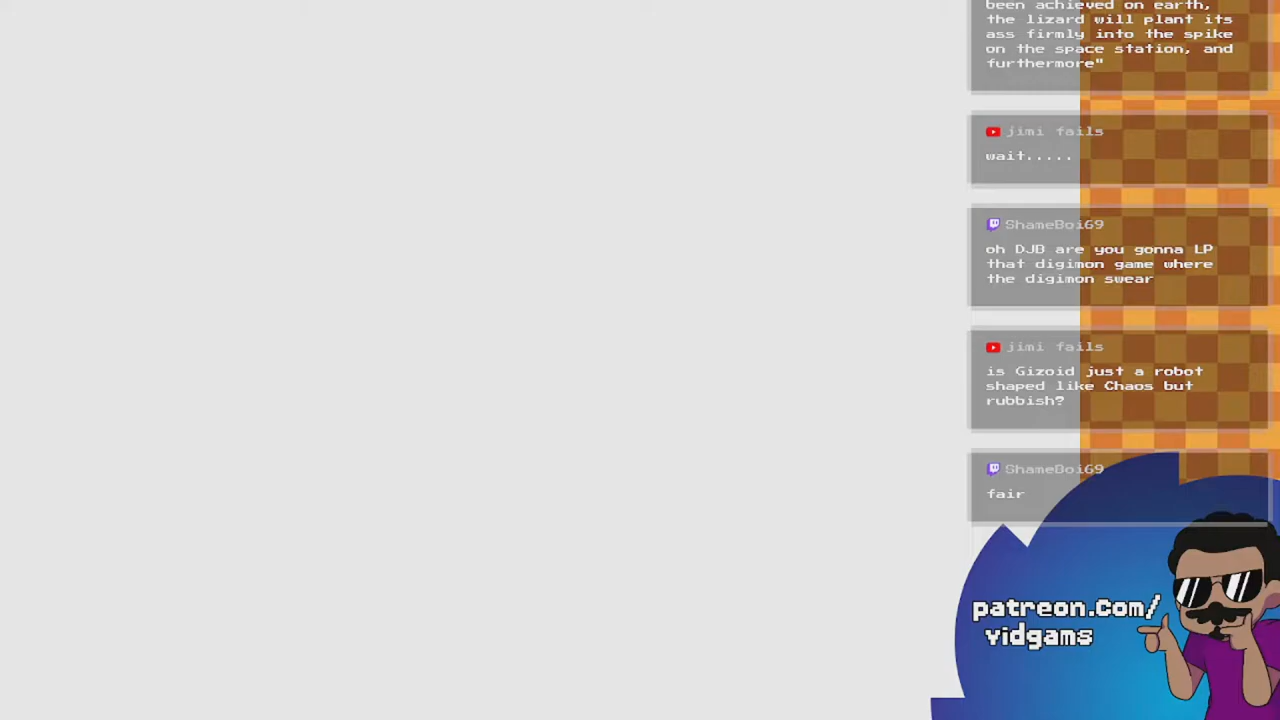 been achieved on earth,
the lizard will plant its
ass firmly into the spike
on the space station, and
furthermore"
jimi fails
wait.....
ShameBoi69
oh DJB are you gonna LP
that digimon game where
the digimon swear
jimi fails
is Gizoid just a robot
shaped like Chaos but
rubbish?
ShameBoi69
fair
patreon.com/
vidgams